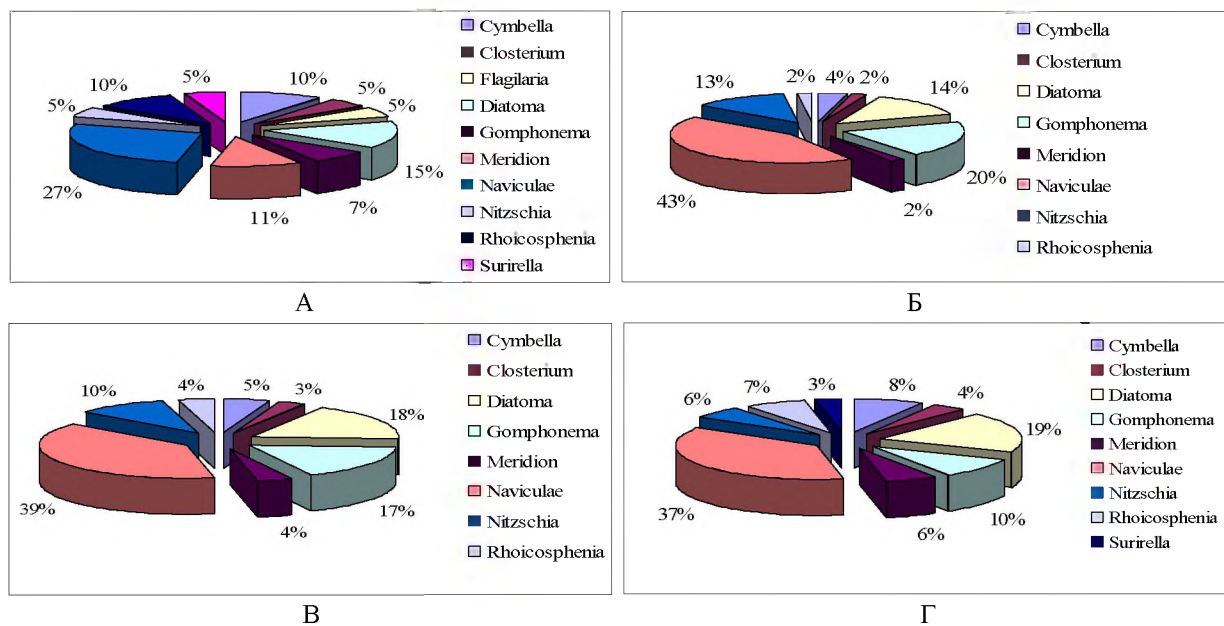 Cymbella
Closterium
Flagilaria
Diatoma
Gomphonema
Meridion
Naviculae
Nitzschia
Rhoicosphenia
Surirella
10%
5%
5%
15%
7%
11%
27%
5%
10%
5%
А
Cymbella
Closterium
Diatoma
Gomphonema
Meridion
Naviculae
Nitzschia
Rhoicosphenia
4%
2%
14%
20%
2%
43%
13%
2%
Б
Cymbella
Closterium
Diatoma
Gomphonema
Meridion
Naviculae
Nitzschia
Rhoicosphenia
5%
3%
18%
17%
4%
39%
10%
4%
В
Cymbella
Closterium
Diatoma
Gomphonema
Meridion
Naviculae
Nitzschia
Rhoicosphenia
Surirella
8%
4%
19%
10%
6%
37%
6%
7%
3%
Г